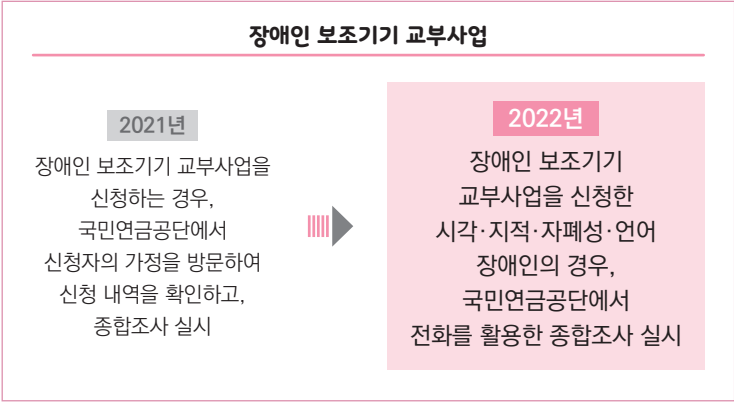 장애인 보조기기 교부사업
2021년
장애인 보조기기 교부사업을
신청하는 경우,
국민연금공단에서
신청자의 가정을 방문하여
신청 내역을 확인하고,
종합조사 실시
2022년
장애인 보조기기
교부사업을 신청한
시각·지적·자폐성·언어
장애인의 경우,
국민연금공단에서
전화를 활용한 종합조사 실시